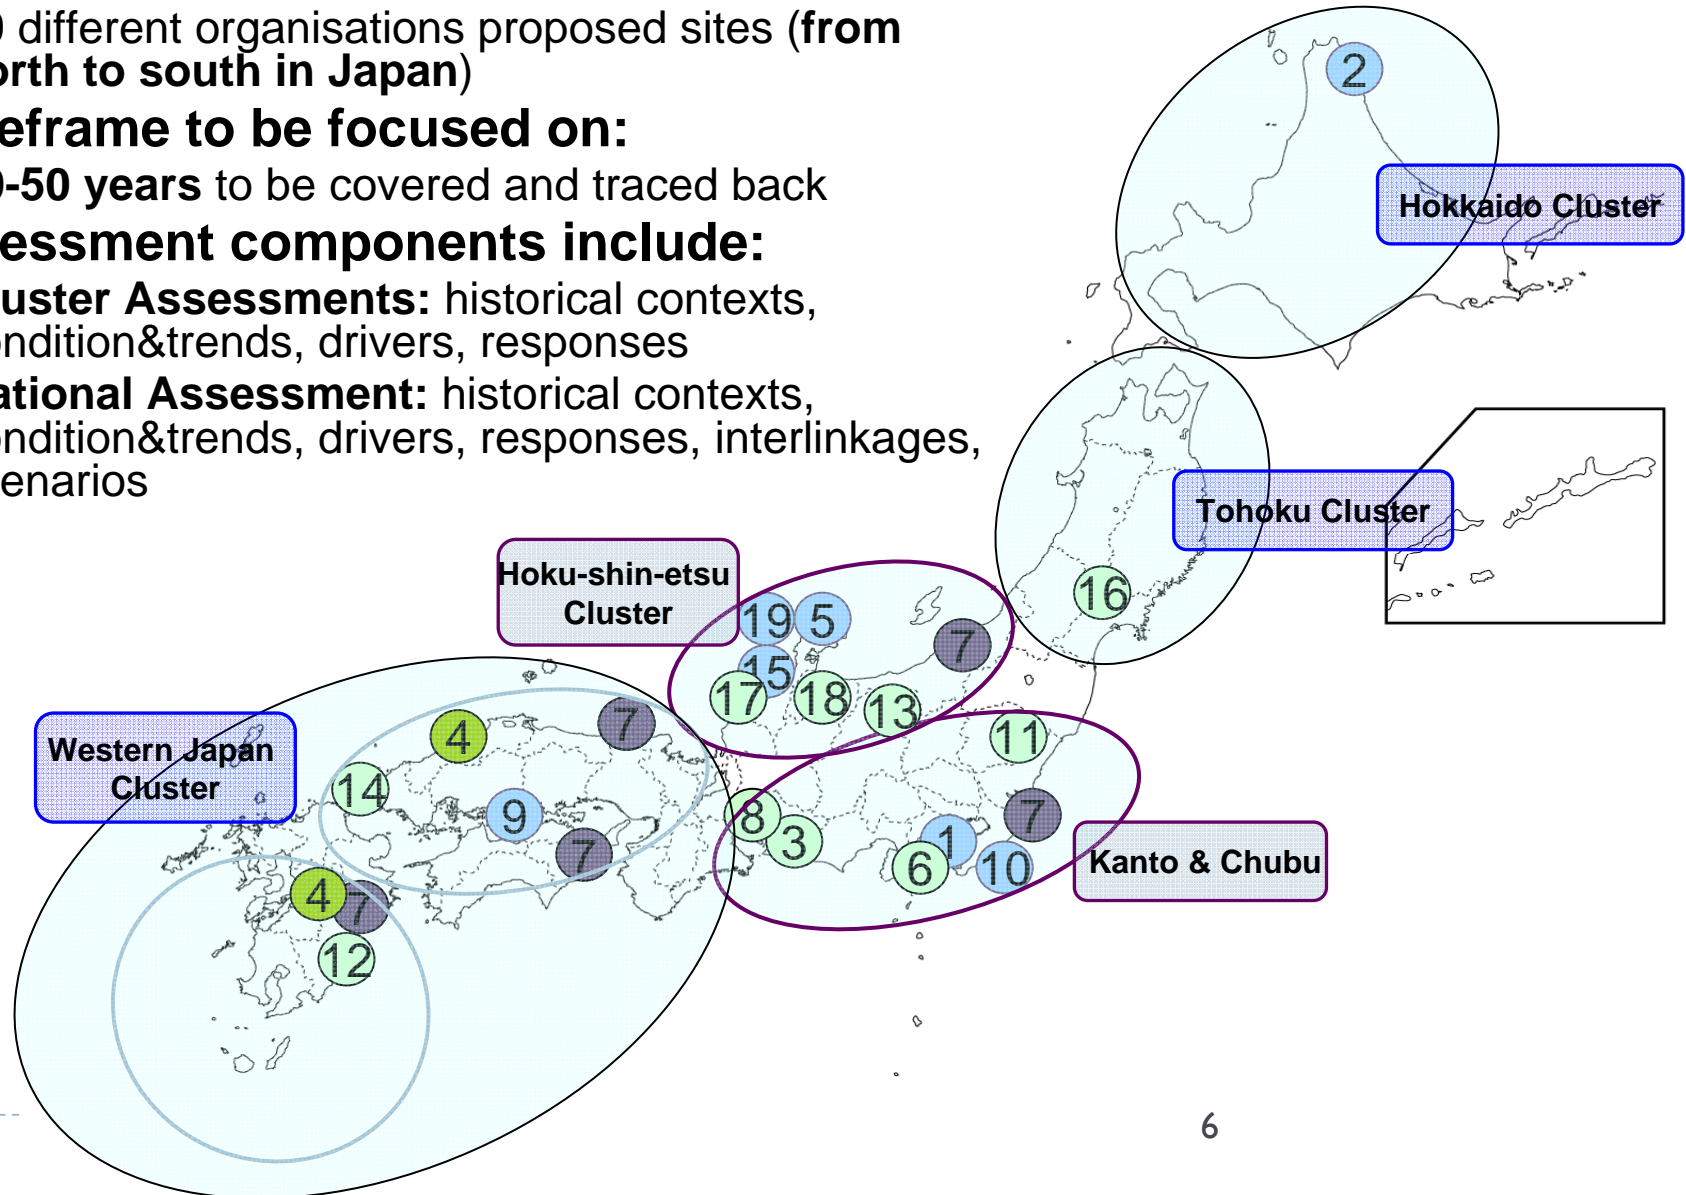 different organisations proposed sites (from
orth to south in Japan)
eframe to be focused on:
0-50 years to be covered and traced back
essment components include:
uster Assessments: historical contexts,
ondition&trends, drivers, responses
ational Assessment: historical contexts,
ondition&trends, drivers, responses, interlinkages,
enarios
2
Hokkaido Cluster
Tohoku Cluster
16
Hoku-shin-etsu
Cluster
19
5
7
15
17
18
13
Western Japan
Cluster
4
7
14
9
7
4
7
12
11
8
3
7
1
6
10
Kanto & Chubu
6